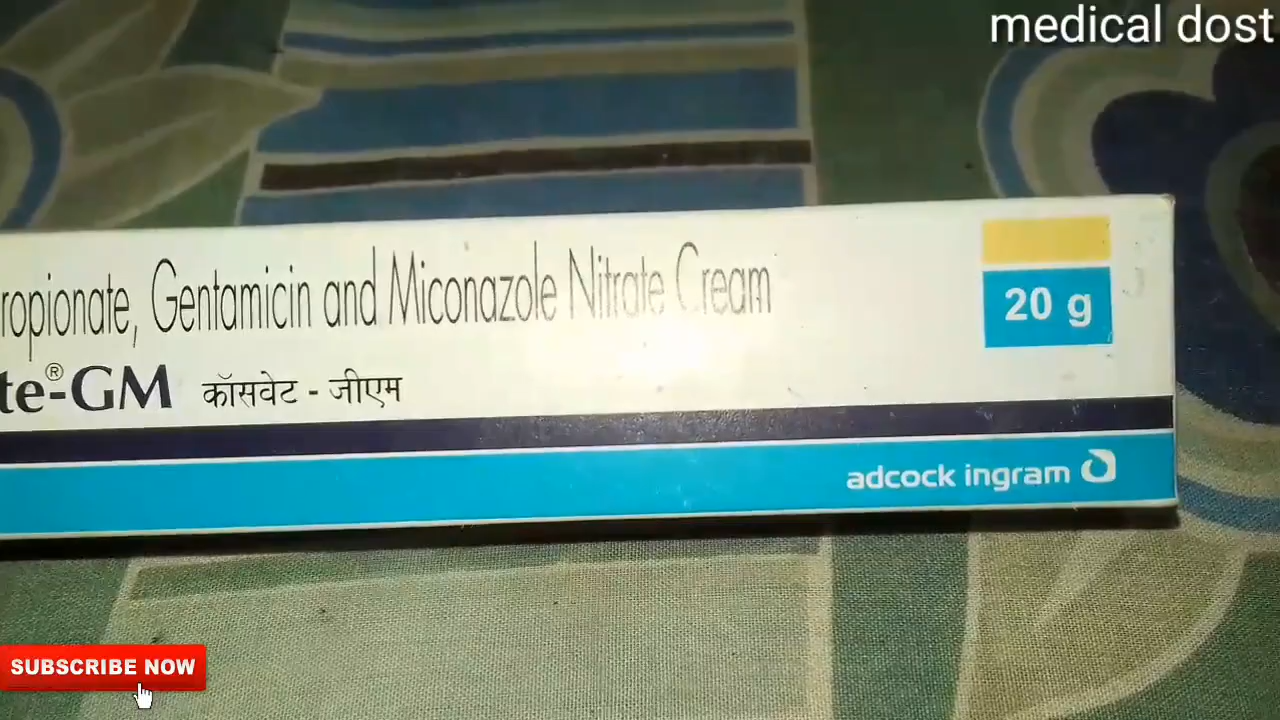 medical dost
ropionate, Gentamicin and Miconazole Nitrate Cream
20 g
te®-GM कॉसवेट - जीएम
adcock ingram
SUBSCRIBE NOW